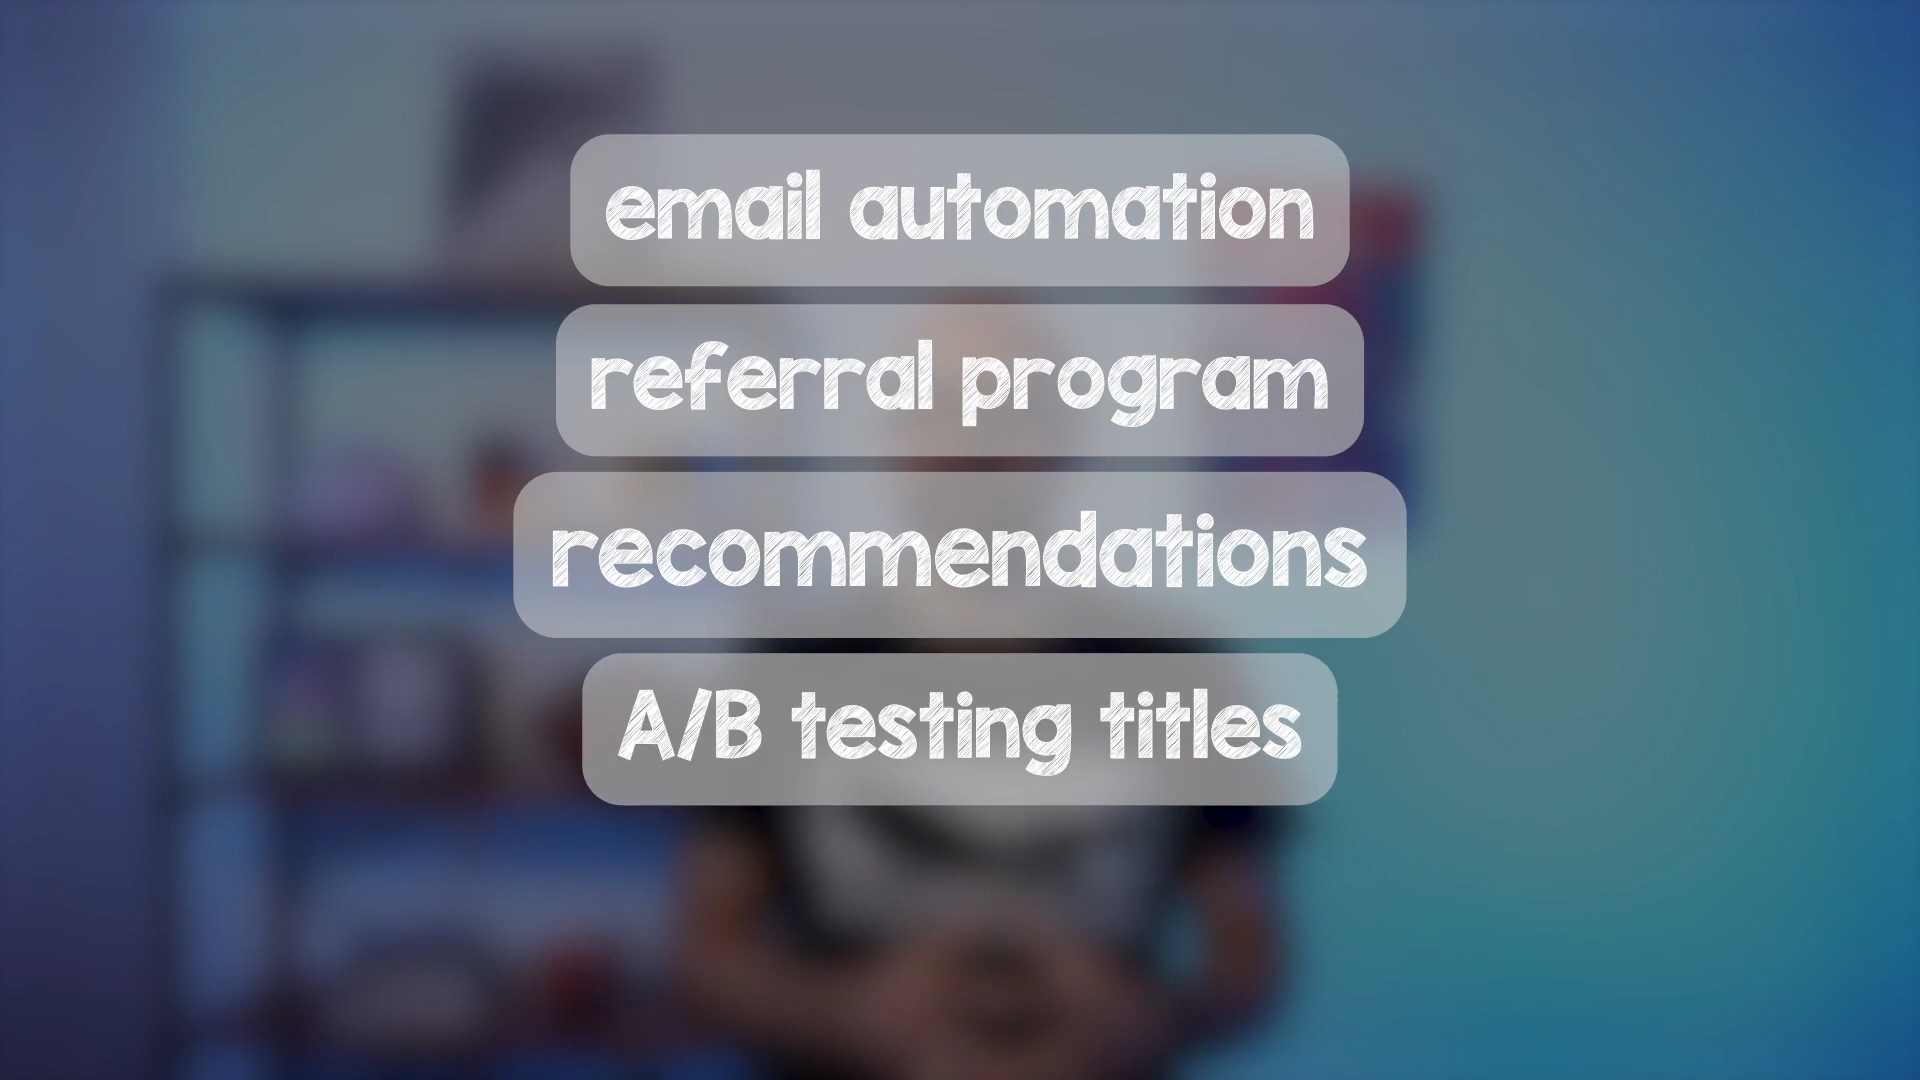 email automation
referral program
recommendations
A/B testing titles